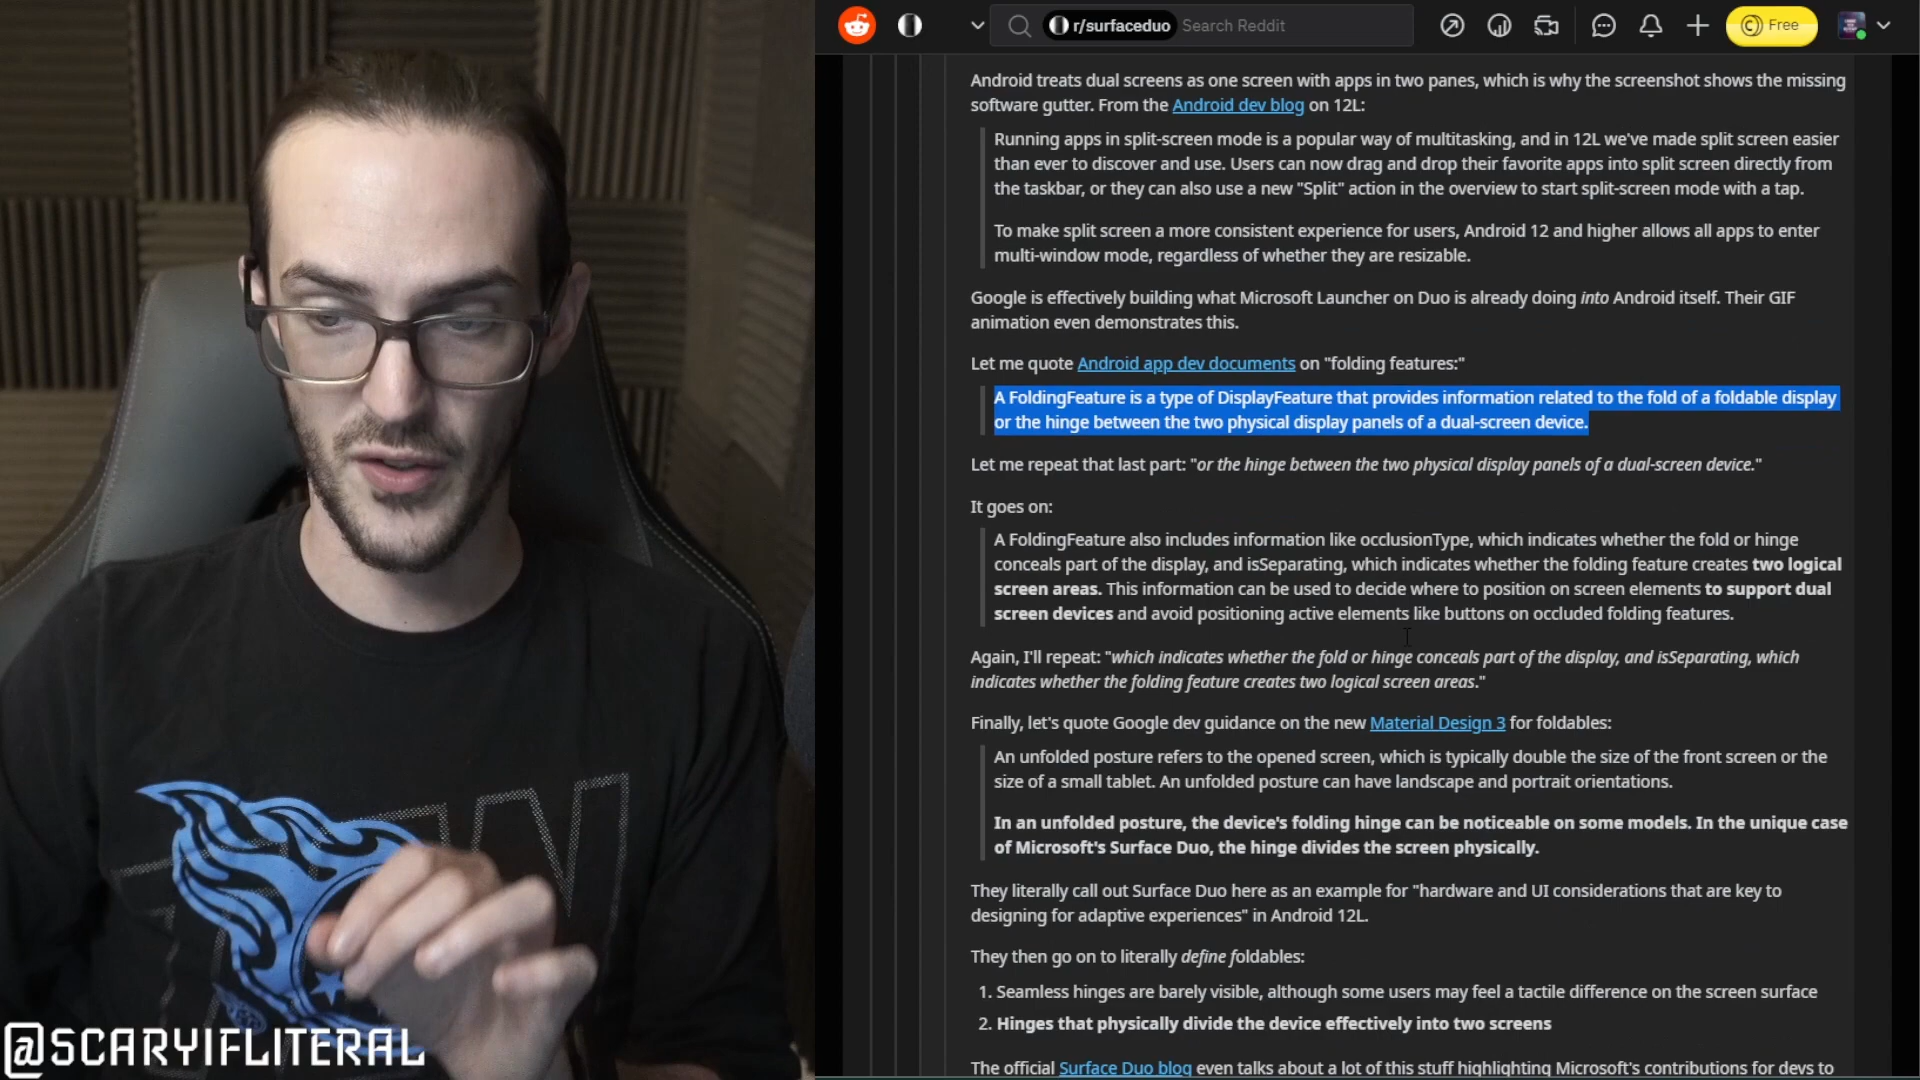 r/surfaceduo Search Reddit
Free
Android treats dual screens as one screen with apps in two panes, which is why the screenshot shows the missing
software gutter. From the Android dev blog on 12L:
Running apps in split-screen mode is a popular way of multitasking, and in 12L we've made split screen easier
than ever to discover and use. Users can now drag and drop their favorite apps into split screen directly from
the taskbar, or they can also use a new "Split" action in the overview to start split-screen mode with a tap.
To make split screen a more consistent experience for users, Android 12 and higher allows all apps to enter
multi-window mode, regardless of whether they are resizable.
Google is effectively building what Microsoft Launcher on Duo is already doing into Android itself. Their GIF
animation even demonstrates this.
Let me quote Android app dev documents on "folding features:"
A FoldingFeature is a type of DisplayFeature that provides information related to the fold of a foldable display
or the hinge between the two physical display panels of a dual-screen device.
Let me repeat that last part: "or the hinge between the two physical display panels of a dual-screen device."
It goes on:
A FoldingFeature also includes information like occlusionType, which indicates whether the fold or hinge
conceals part of the display, and isSeparating, which indicates whether the folding feature creates two logical
screen areas. This information can be used to decide where to position on screen elements to support dual
screen devices and avoid positioning active elements like buttons on occluded folding features.
Again, I'll repeat: "which indicates whether the fold or hinge conceals part of the display, and isSeparating, which
indicates whether the folding feature creates two logical screen areas."
Finally, let's quote Google dev guidance on the new Material Design 3 for foldables:
An unfolded posture refers to the opened screen, which is typically double the size of the front screen or the
size of a small tablet. An unfolded posture can have landscape and portrait orientations.
In an unfolded posture, the device's folding hinge can be noticeable on some models. In the unique case
of Microsoft's Surface Duo, the hinge divides the screen physically.
They literally call out Surface Duo here as an example for "hardware and UI considerations that are key to
designing for adaptive experiences" in Android 12L.
They then go on to literally define foldables:
1. Seamless hinges are barely visible, although some users may feel a tactile difference on the screen surface
2. Hinges that physically divide the device effectively into two screens
The official Surface Duo blog even talks about a lot of this stuff highlighting Microsoft's contributions for devs to
@SCARYIFLITERAL